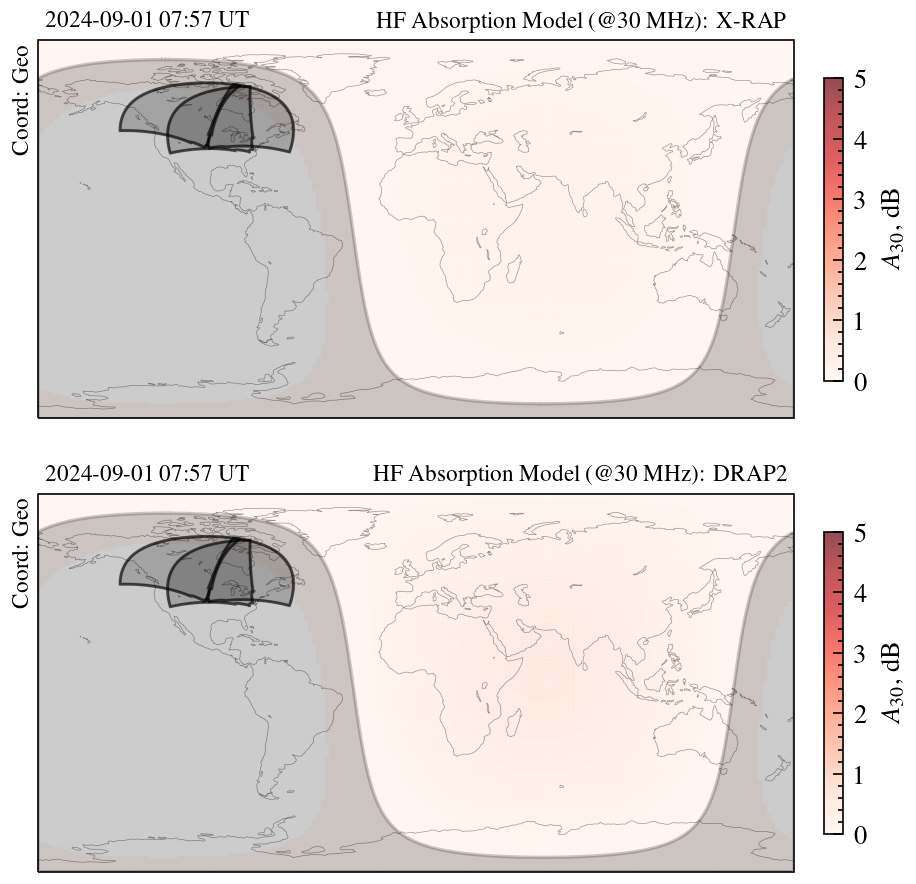 2024-09-01 07:57 UT
HF Absorption Model (@30 MHz): X-RAP
Coord: Geo
5
4
3
2
1
0
A30, dB
2024-09-01 07:57 UT
HF Absorption Model (@30 MHz): DRAP2
Coord: Geo
5
4
3
2
1
0
A30, dB